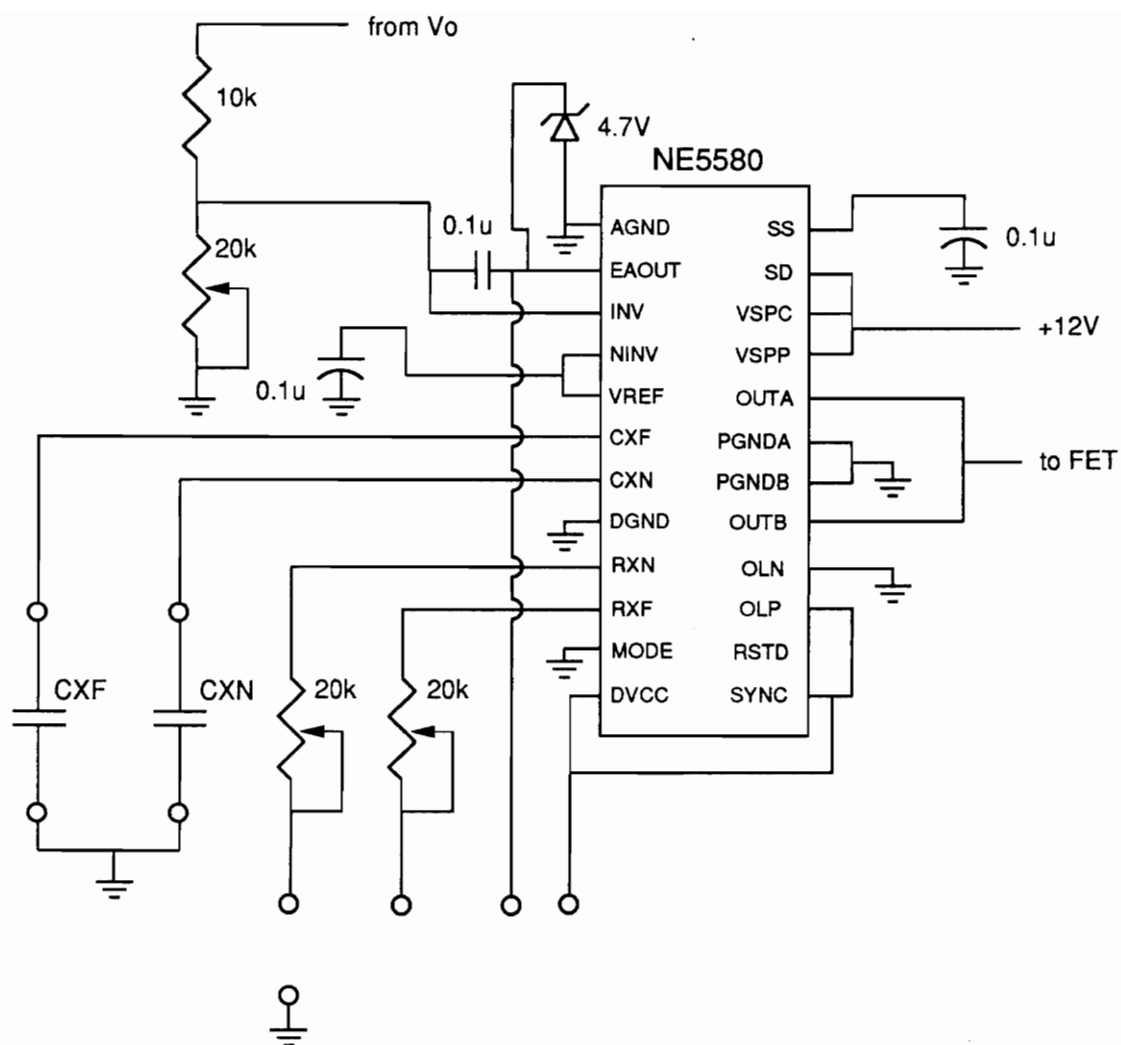 from Vo
10k
4.7V
NE5580
20k
0.1u
AGND
SS
0.1u
EAOUT
SD
INV
VSPC
+12V
NINV
VSPP
0.1u
VREF
OUTA
CXF
PGNDA
to FET
CXN
PGNDB
DGND
OUTB
RXN
OLN
RXF
OLP
MODE
RSTD
CXF
CXN
20k
20k
DVCC
SYNC